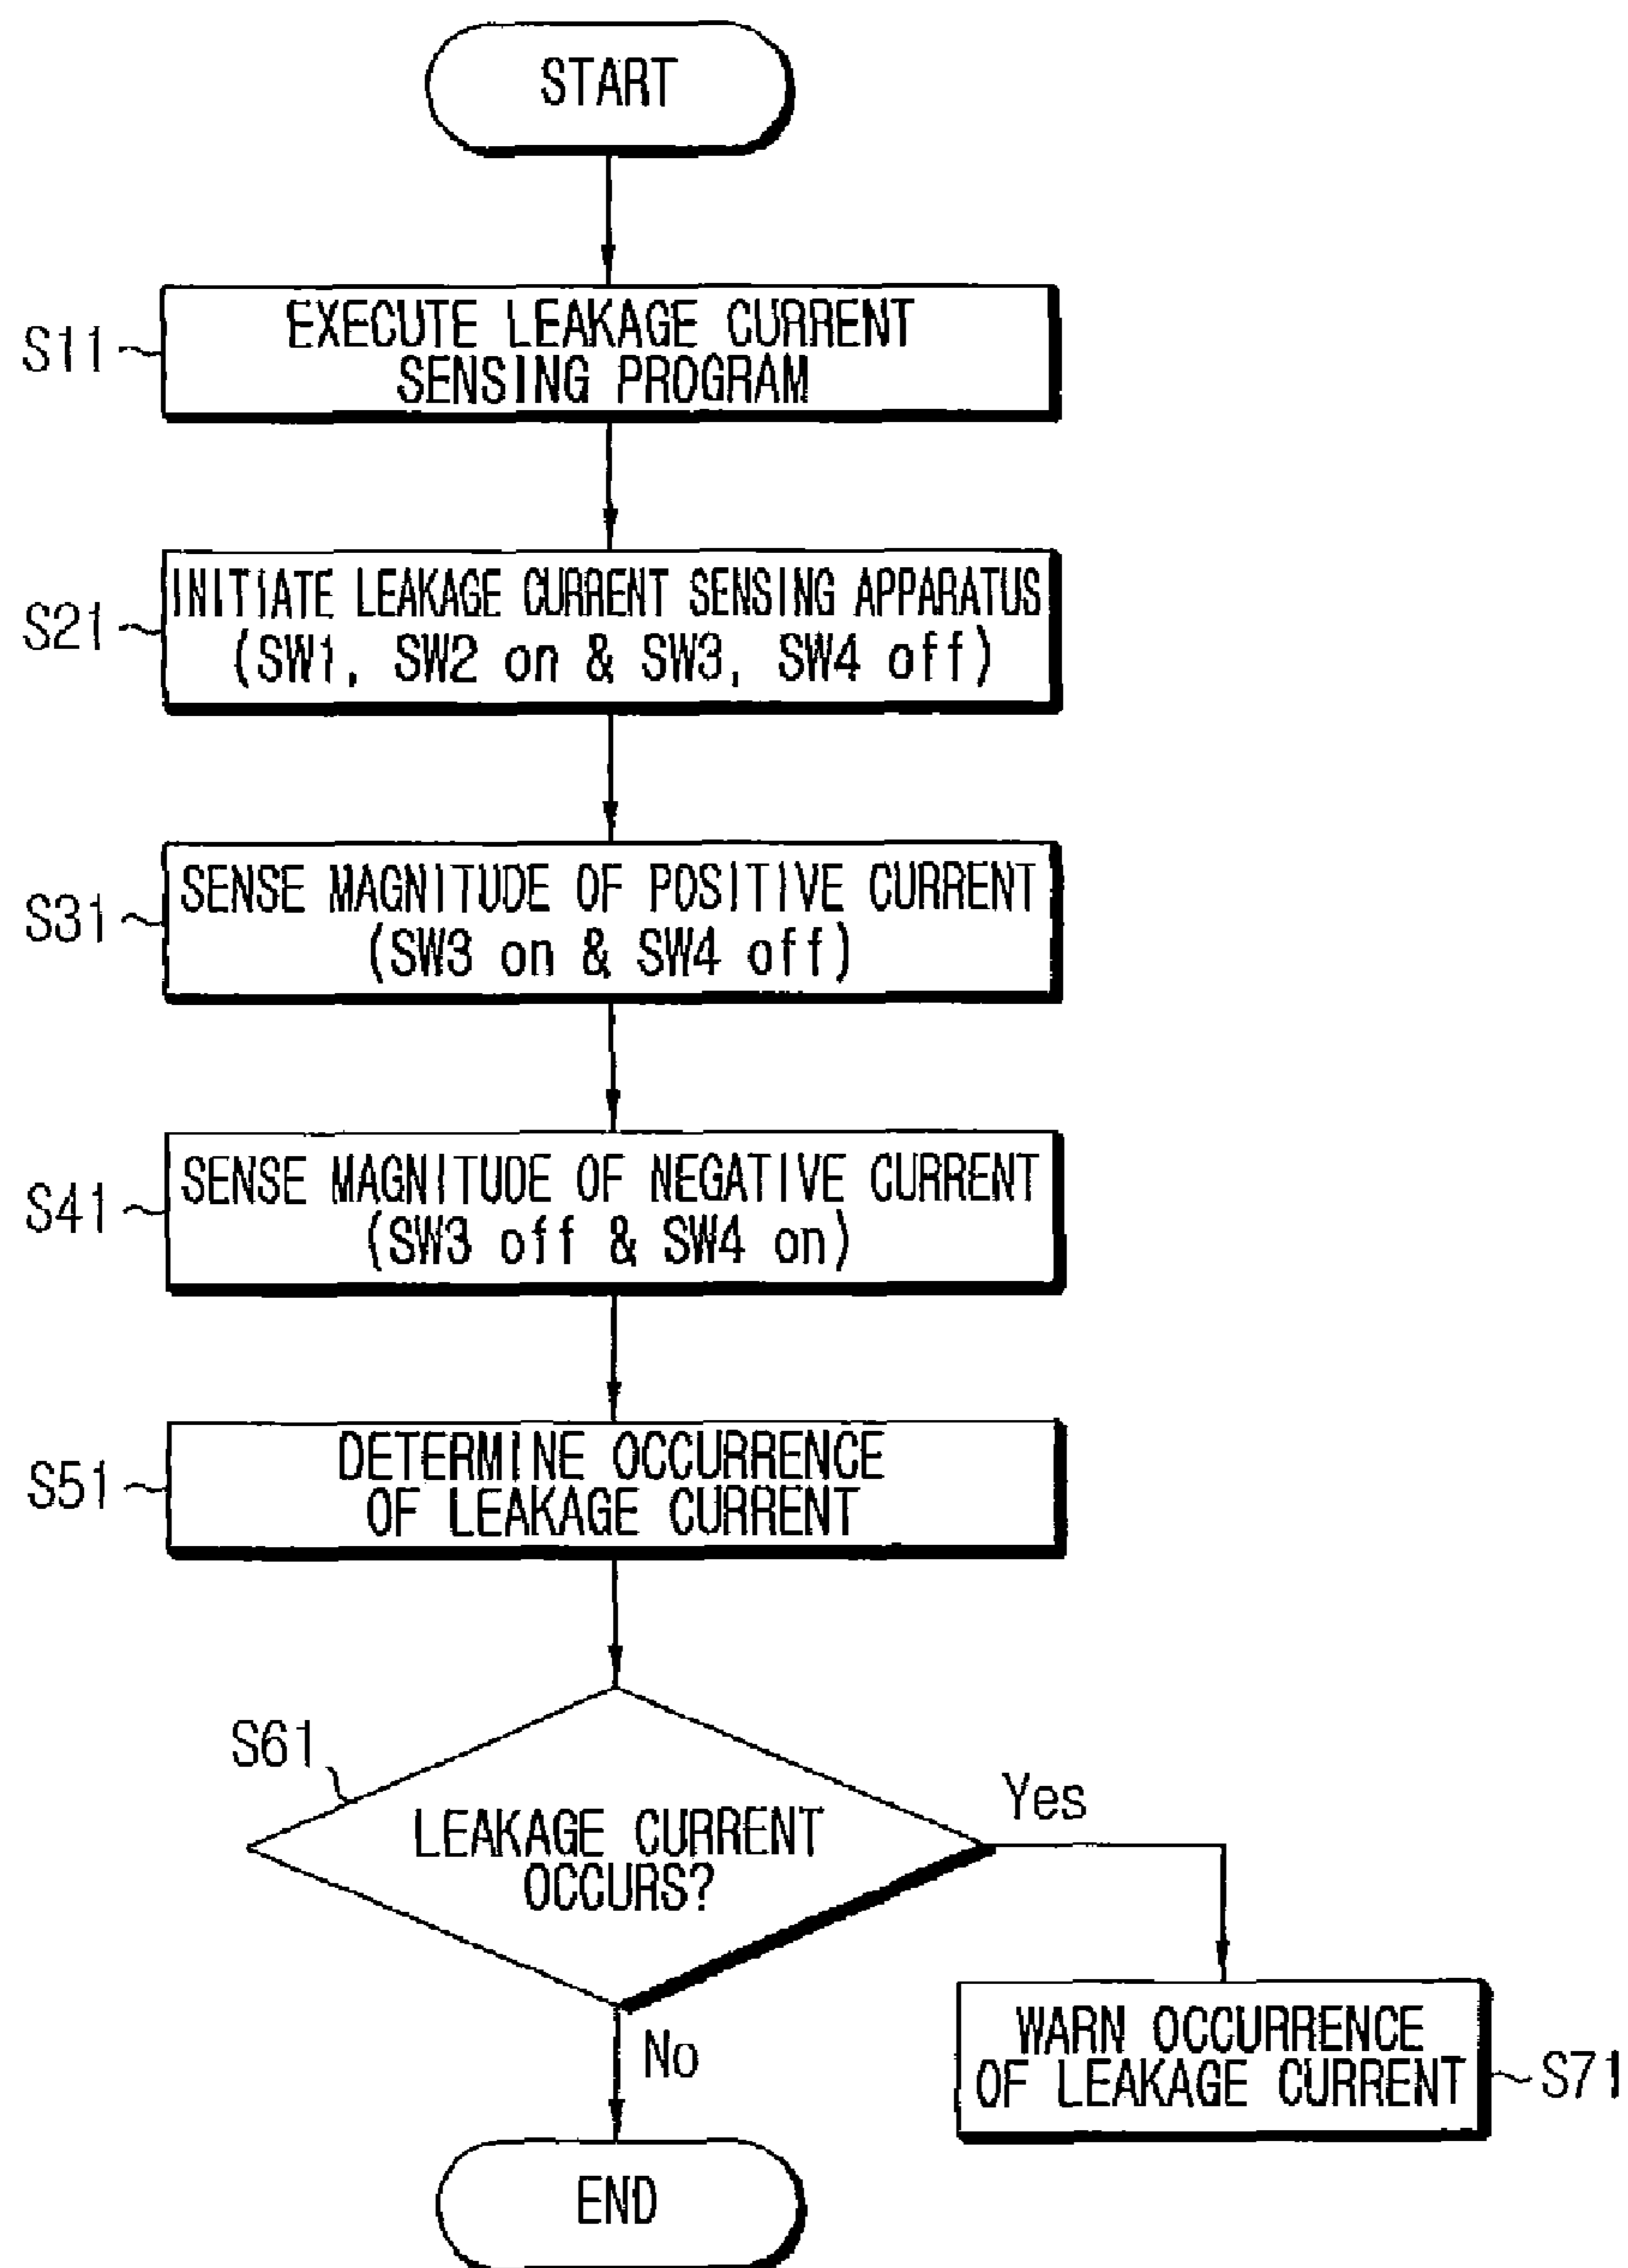 START
S11
EXECUTE LEAKAGE CURRENT
SENSING PROGRAM
S21
INITIATE LEAKAGE CURRENT SENSING APPARATUS
(SW1, SW2 on & SW3, SW4 off)
S31
SENSE MAGNITUDE OF POSITIVE CURRENT
(SW3 on & SW4 off)
S41
SENSE MAGNITUDE OF NEGATIVE CURRENT
(SW3 off & SW4 on)
S51
DETERMINE OCCURRENCE
OF LEAKAGE CURRENT
S61
LEAKAGE CURRENT
OCCURS?
Yes
No
WARN OCCURRENCE
OF LEAKAGE CURRENT
S71
END